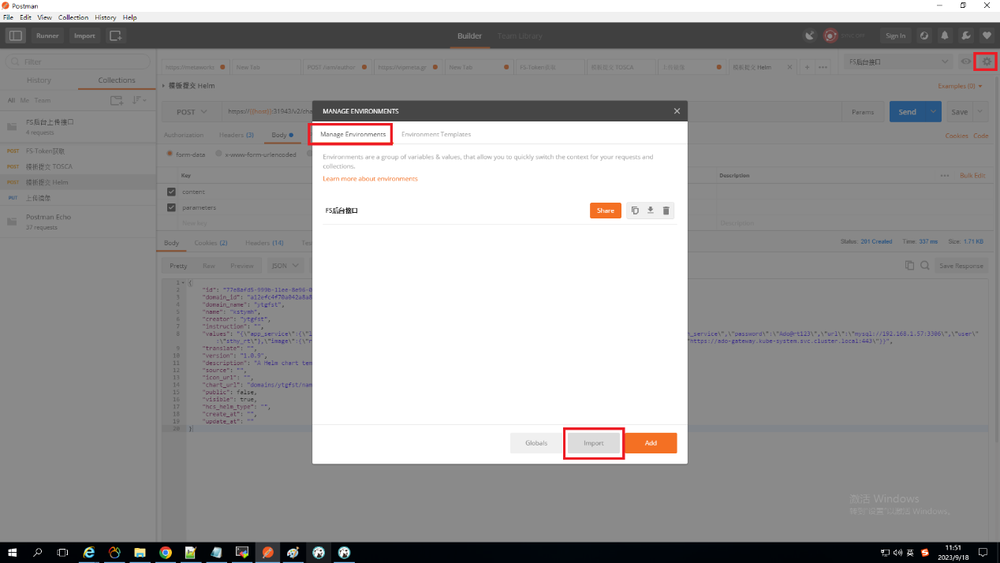 Postman
File Edit View Collection History Help
Runner Import Builder Team Library SYNC OFF Sign In
Filter
History Collections
All Me Team
FS后台上传接口
4 requests
POST FS-Token获取
POST 模板提交 TOSCA
POST 模板提交 Helm
PUT 上传镜像
Postman Echo
37 requests
https://metaworks New Tab POST /iam/author https://vipmeta.gr New Tab FS-Token获取 模板提交 TOSCA 上传镜像 模板提交 Helm
FS后台接口
模板提交 Helm Examples (0)
POST https://{{host}}:31943/v2/cha Params Send Save
Authorization Headers (3) Body Cookies Code
form-data x-www-form-urlencoded
Key Description Bulk Edit
content
parameters
New key Description
Body Cookies (2) Headers (14) Tes Status: 201 Created Time: 337 ms Size: 1.71 KB
Pretty Raw Preview JSON Save Response
MANAGE ENVIRONMENTS
Manage Environments Environment Templates
Environments are a group of variables & values, that allow you to quickly switch the context for your requests and
collections.
Learn more about environments
FS后台接口 Share
Globals Import Add
1 {
2 "id": "77e8afd5-999b-11ee-8e96-0
3 "domain_id": "a12efc4f70a042a8a8
4 "domain_name": "ytgfst",
5 "name": "kstymh",
6 "creator": "ytgfst",
7 "instruction": "",
8 "values": "{\"app_service\":{\"i n_service\",\"password\":\"Ado@rt123\",\"url\":\"mysql://192.168.1.57:3306\",\"user\"
:\"sthy_rt\"},\"image\":{\"r "https://ado-gateway.kube-system.svc.cluster.local:443\"}}",
9 "translate": "",
10 "version": "1.0.9",
11 "description": "A Helm chart tem
12 "source": "",
13 "icon_url": "",
14 "chart_url": "domains/ytgfst/nam
15 "public": false,
16 "visible": true,
17 "hcs_helm_type": "",
18 "create_at": "",
19 "update_at": ""
20 }
激活 Windows
转到"设置"以激活 Windows。
英
11:51
2023/9/18